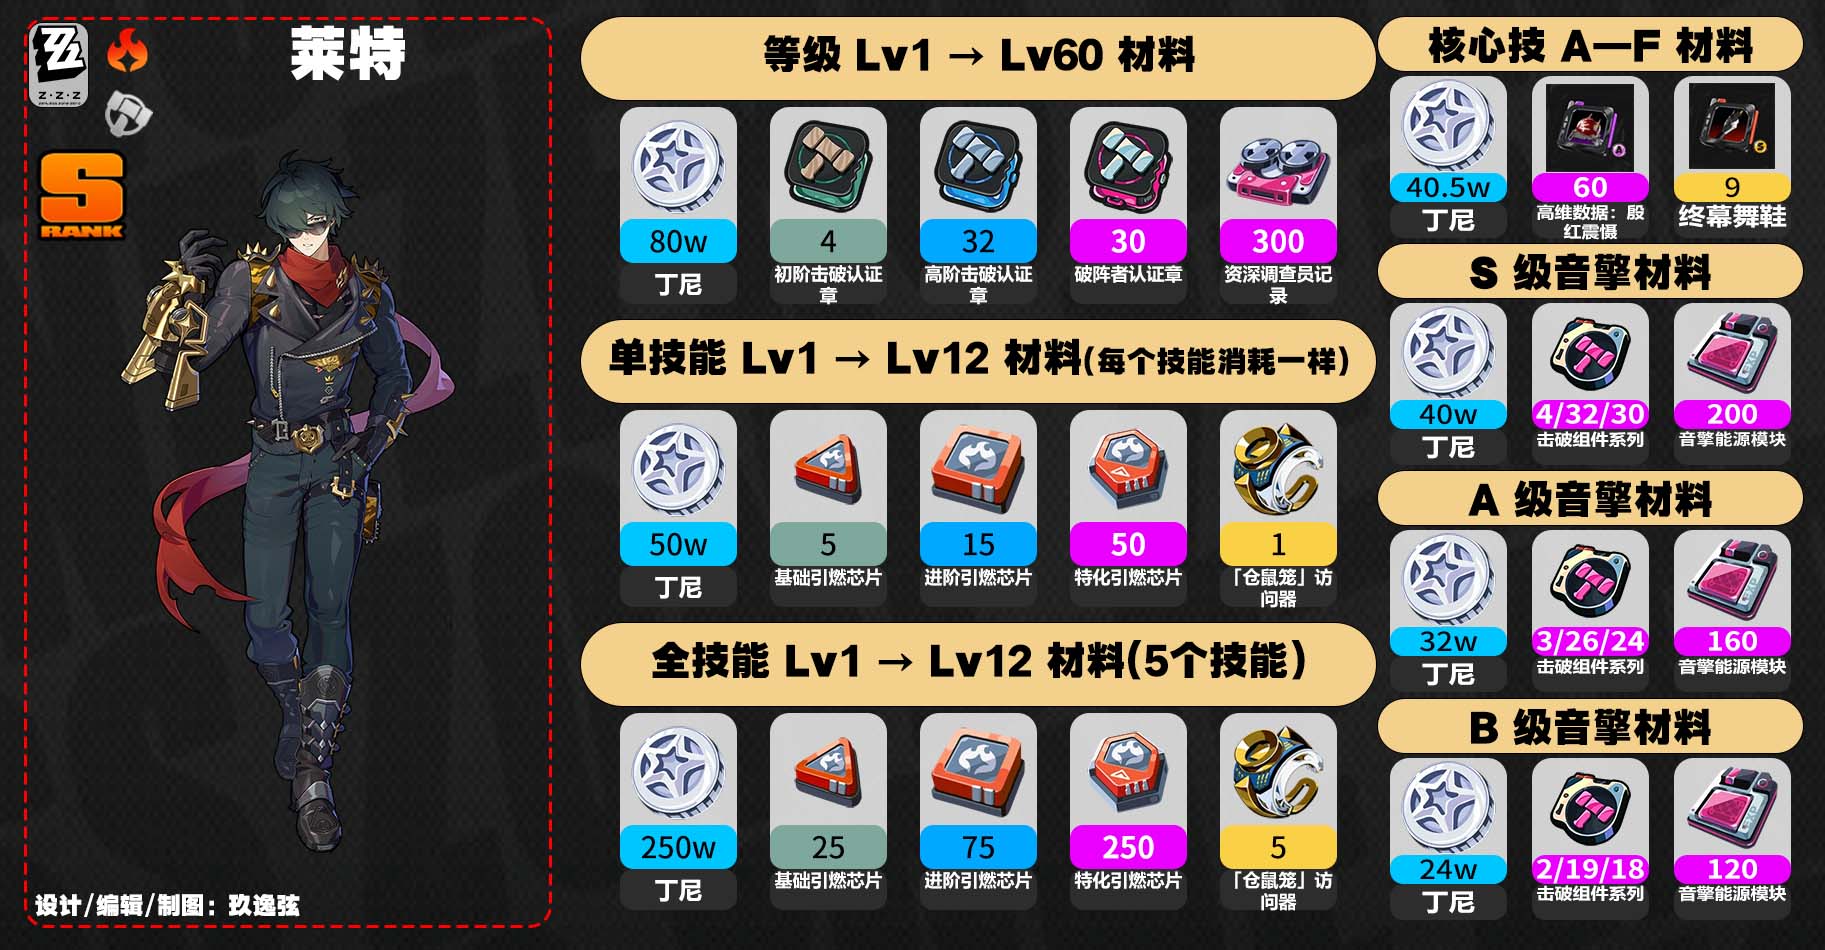 Z·Z·Z
莱特
S
RANK
设计/编辑/制图：玖逸弦
等级 Lv1 → Lv60 材料
80w
丁尼
4
初阶击破认证
章
32
高阶击破认证
章
30
破阵者认证章
300
资深调查员记
录
单技能 Lv1 → Lv12 材料(每个技能消耗一样)
50w
丁尼
5
基础引燃芯片
15
进阶引燃芯片
50
特化引燃芯片
1
「仓鼠笼」访
问器
全技能 Lv1 → Lv12 材料(5个技能)
250w
丁尼
25
基础引燃芯片
75
进阶引燃芯片
250
特化引燃芯片
5
「仓鼠笼」访
问器
核心技 A—F 材料
40.5w
丁尼
60
高维数据：殷
红震慑
9
终幕舞鞋
S 级音擎材料
40w
丁尼
4/32/30
击破组件系列
200
音擎能源模块
A 级音擎材料
32w
丁尼
3/26/24
击破组件系列
160
音擎能源模块
B 级音擎材料
24w
丁尼
2/19/18
击破组件系列
120
音擎能源模块